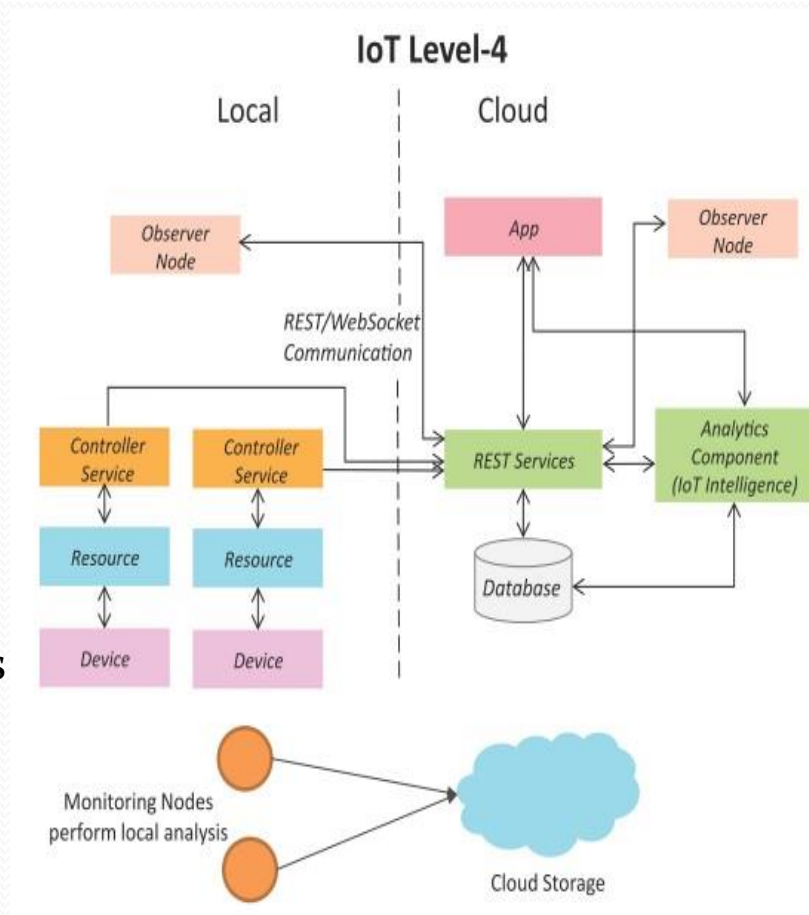 IoT Level-4
Local
Cloud
Observer
Node
App
Observer
Node
REST/WebSocket
Communication
Controller
Service
Controller
Service
REST Services
Analytics
Component
(IoT Intelligence)
Resource
Resource
Database
Device
Device
s
Monitoring Nodes
perform local analysis
Cloud Storage